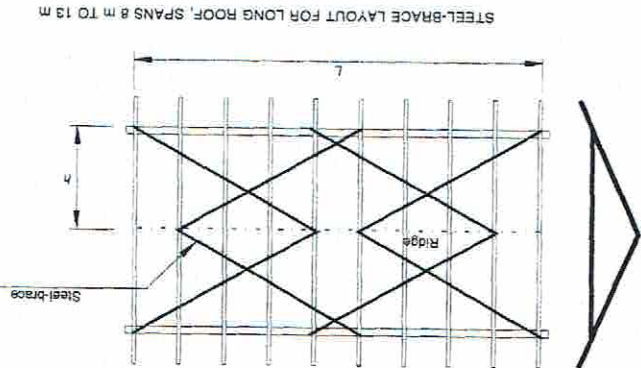 Steel-brace
Ridge
h
L
STEEL-BRACE LAYOUT FOR LONG ROOF, SPANS 8 m TO 13 m